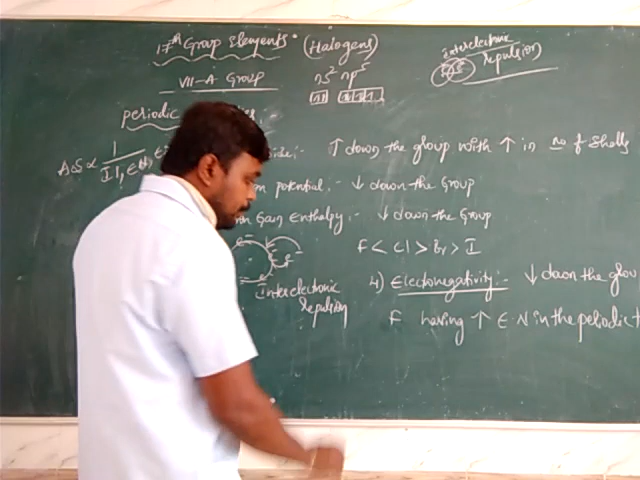 17th Group Elements (Halogens)
VII-A Group
ns² np⁵
interelectronic
repulsion
periodic
AS ∝ 1
↑ down the group with ↑ in no of shells
potential :- ↓ down the Group
Gain Enthalpy :- ↓ down the Group
F < Cl > Br > I
interelectronic
repulsion
4) Electonegativity :- ↓ down the
F having ↑ E.N in the periodic